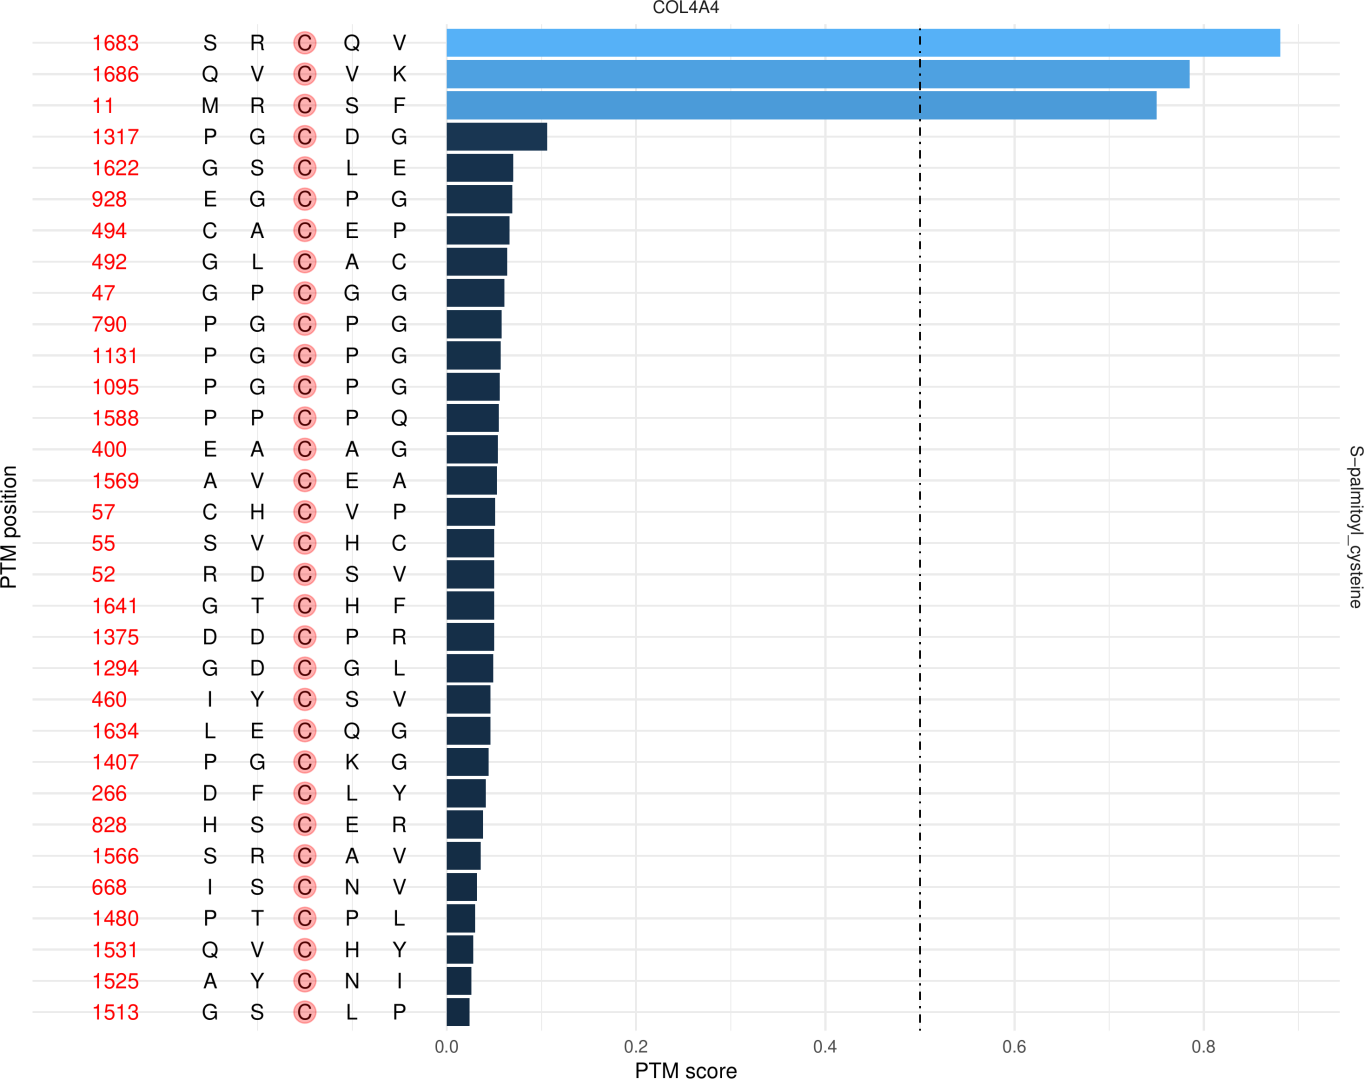 COL4A4
1683 S R C Q V
1686 Q V C V K
11 M R C S F
1317 P G C D G
1622 G S C L E
928 E G C P G
494 C A C E P
492 G L C A C
47 G P C G G
790 P G C P G
1131 P G C P G
1095 P G C P G
1588 P P C P Q
400 E A C A G
1569 A V C E A
57 C H C V P
55 S V C H C
52 R D C S V
1641 G T C H F
1375 D D C P R
1294 G D C G L
460 I Y C S V
1634 L E C Q G
1407 P G C K G
266 D F C L Y
828 H S C E R
1566 S R C A V
668 I S C N V
1480 P T C P L
1531 Q V C H Y
1525 A Y C N I
1513 G S C L P
0.0 0.2 0.4 0.6 0.8
PTM score
PTM position
S-palmitoyl_cysteine